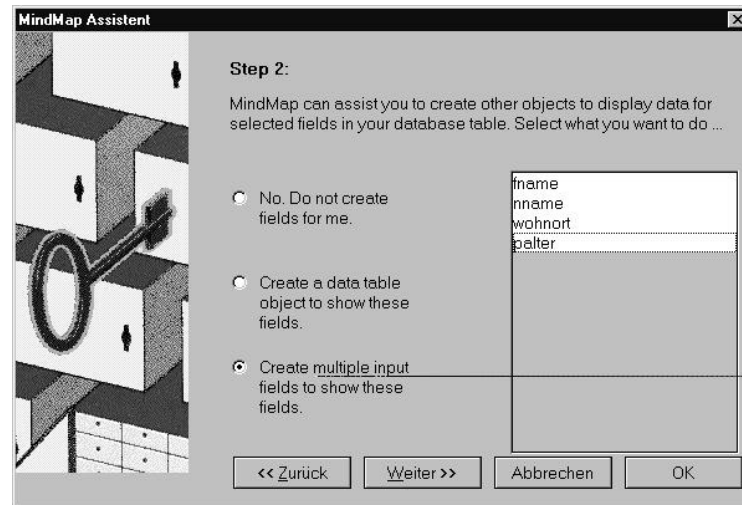 MindMap Assistent
Step 2:
MindMap can assist you to create other objects to display data for
selected fields in your database table. Select what you want to do ...
No. Do not create
fields for me.
Create a data table
object to show these
fields.
Create multiple input
fields to show these
fields.
fname
nname
wohnort
palter
<< Zurück
Weiter >>
Abbrechen
OK